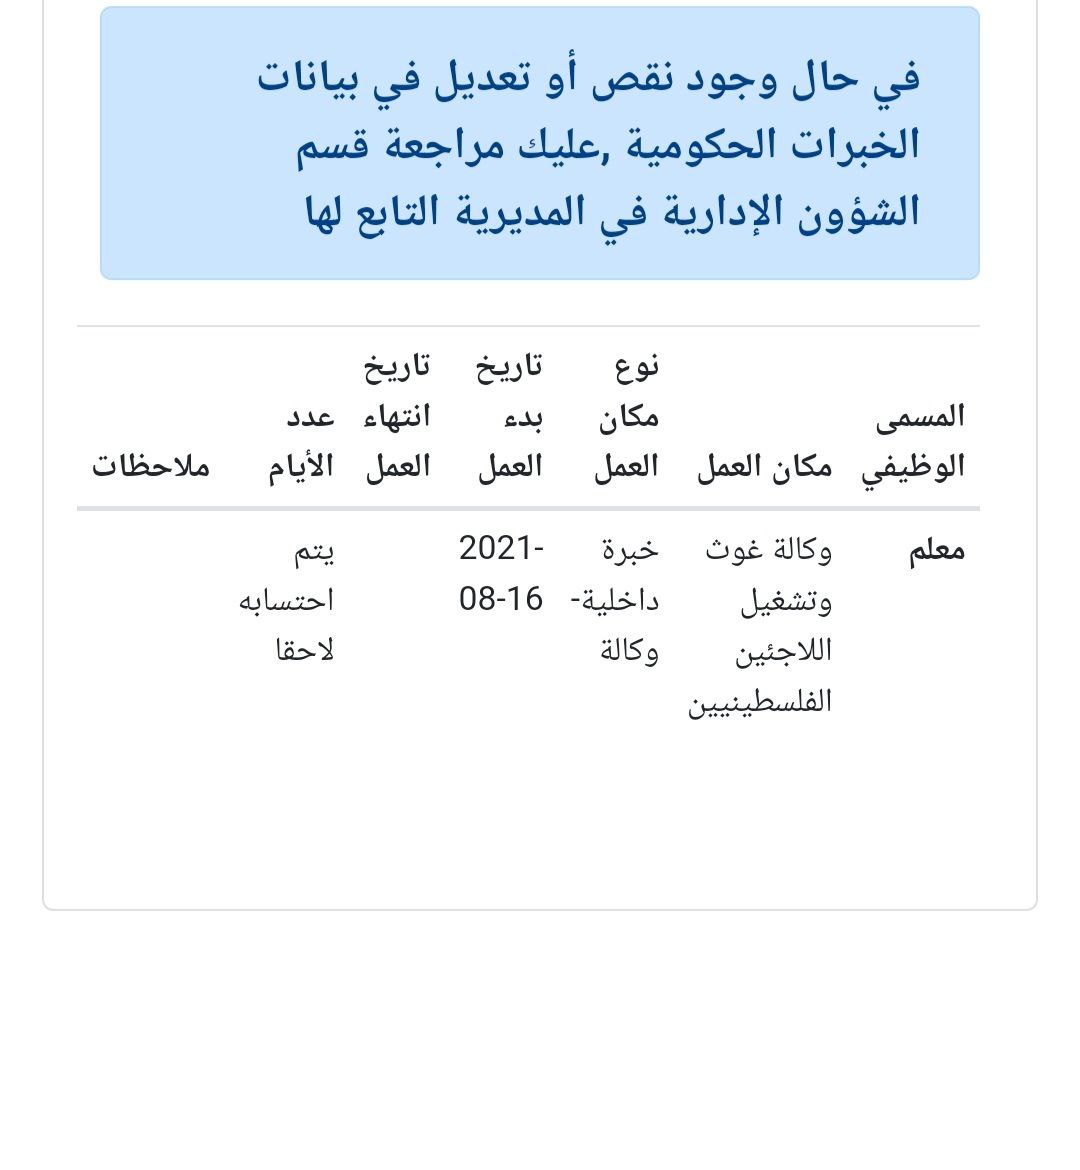 في حال وجود نقص أو تعديل في بيانات
الخبرات الحكومية ,عليك مراجعة قسم
الشؤون الإدارية في المديرية التابع لها
المسمى الوظيفي
مكان العمل
نوع مكان العمل
تاريخ بدء العمل
تاريخ انتهاء العمل
عدد الأيام
ملاحظات
معلم
وكالة غوث
وتشغيل
اللاجئين
الفلسطينيين
خبرة
داخلية-
وكالة
2021-
08-16
يتم
احتسابه
لاحقا